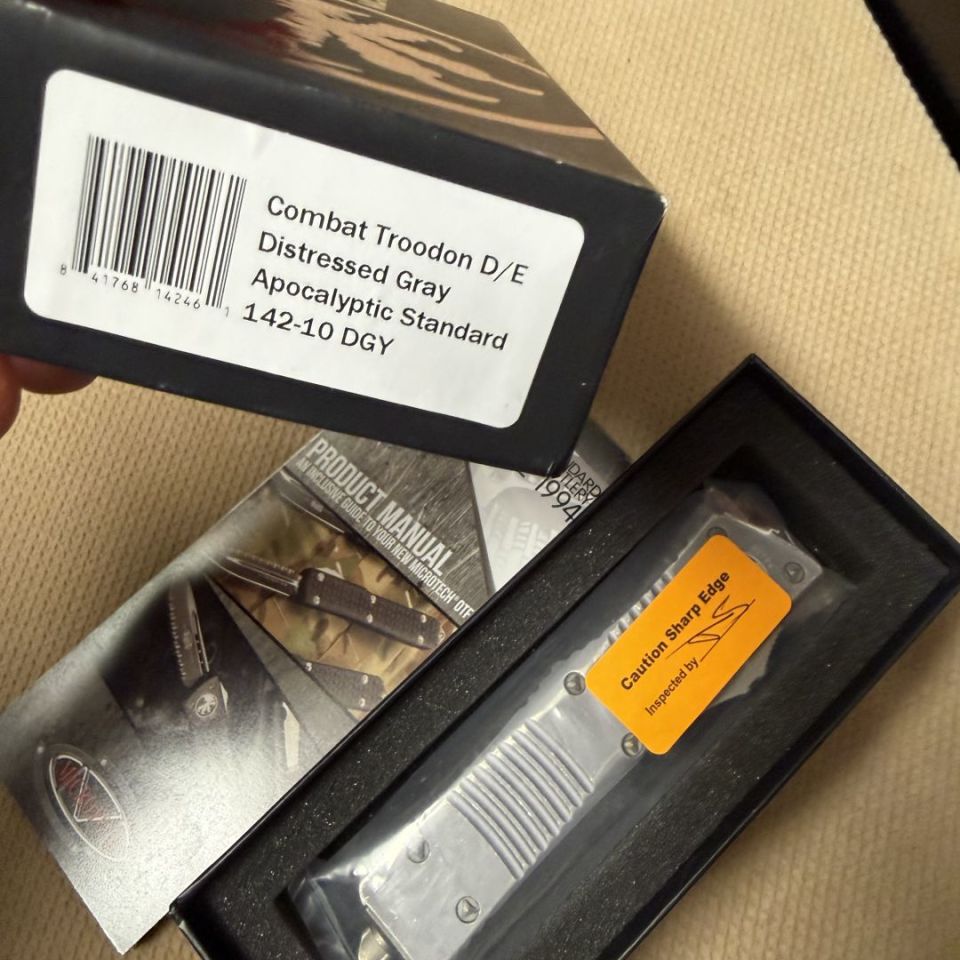 Combat Troodon D/E
Distressed Gray
Apocalyptic Standard
142-10 DGY
8 41768 14246 1
PRODUCT MANUAL
AN INCLUSIVE GUIDE TO YOUR NEW MICROTECH® OTF
1994
Caution Sharp Edge
Inspected by